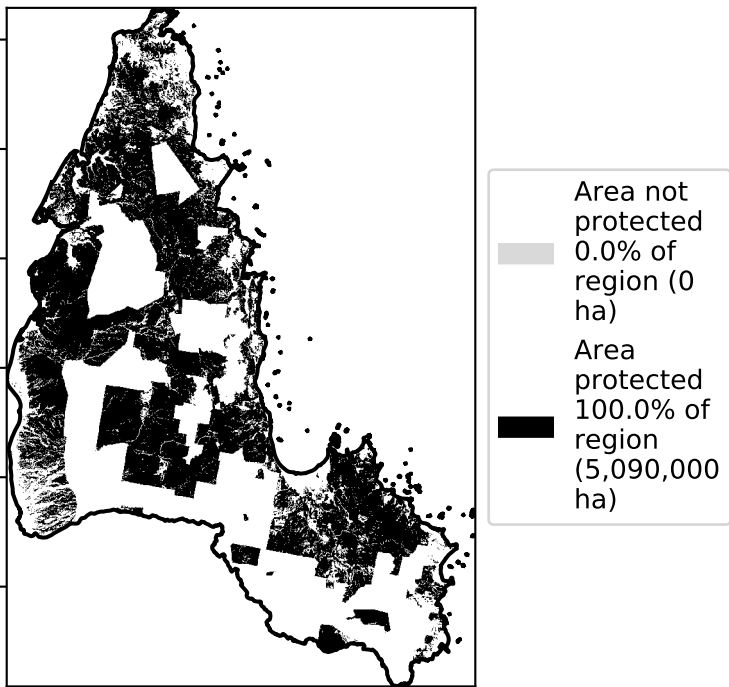 Area not
protected
0.0% of
region (0
ha)
Area
protected
100.0% of
region
(5,090,000
ha)